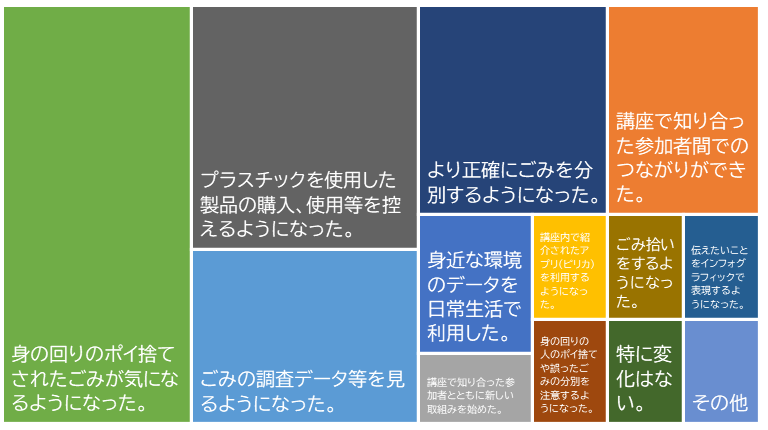 身の回りのポイ捨て
されたごみが気にな
るようになった。
プラスチックを使用した
製品の購入、使用等を控
えるようになった。
ごみの調査データ等を見
るようになった。
より正確にごみを分
別するようになった。
講座で知り合っ
た参加者間での
つながりができ
た。
身近な環境
のデータを
日常生活で
利用した。
講座で知り合った参
加者とともに新しい
取組みを始めた。
講座内で紹
介されたア
プリ(ピリカ)
を利用する
ようになっ
た。
身の回りの
人のポイ捨て
や誤ったご
みの分別を
注意するよ
うになった。
ごみ拾い
をするよ
うになっ
た。
伝えたいこと
をインフォグ
ラフィックで
表現するよ
うになった。
特に変
化はな
い。
その他